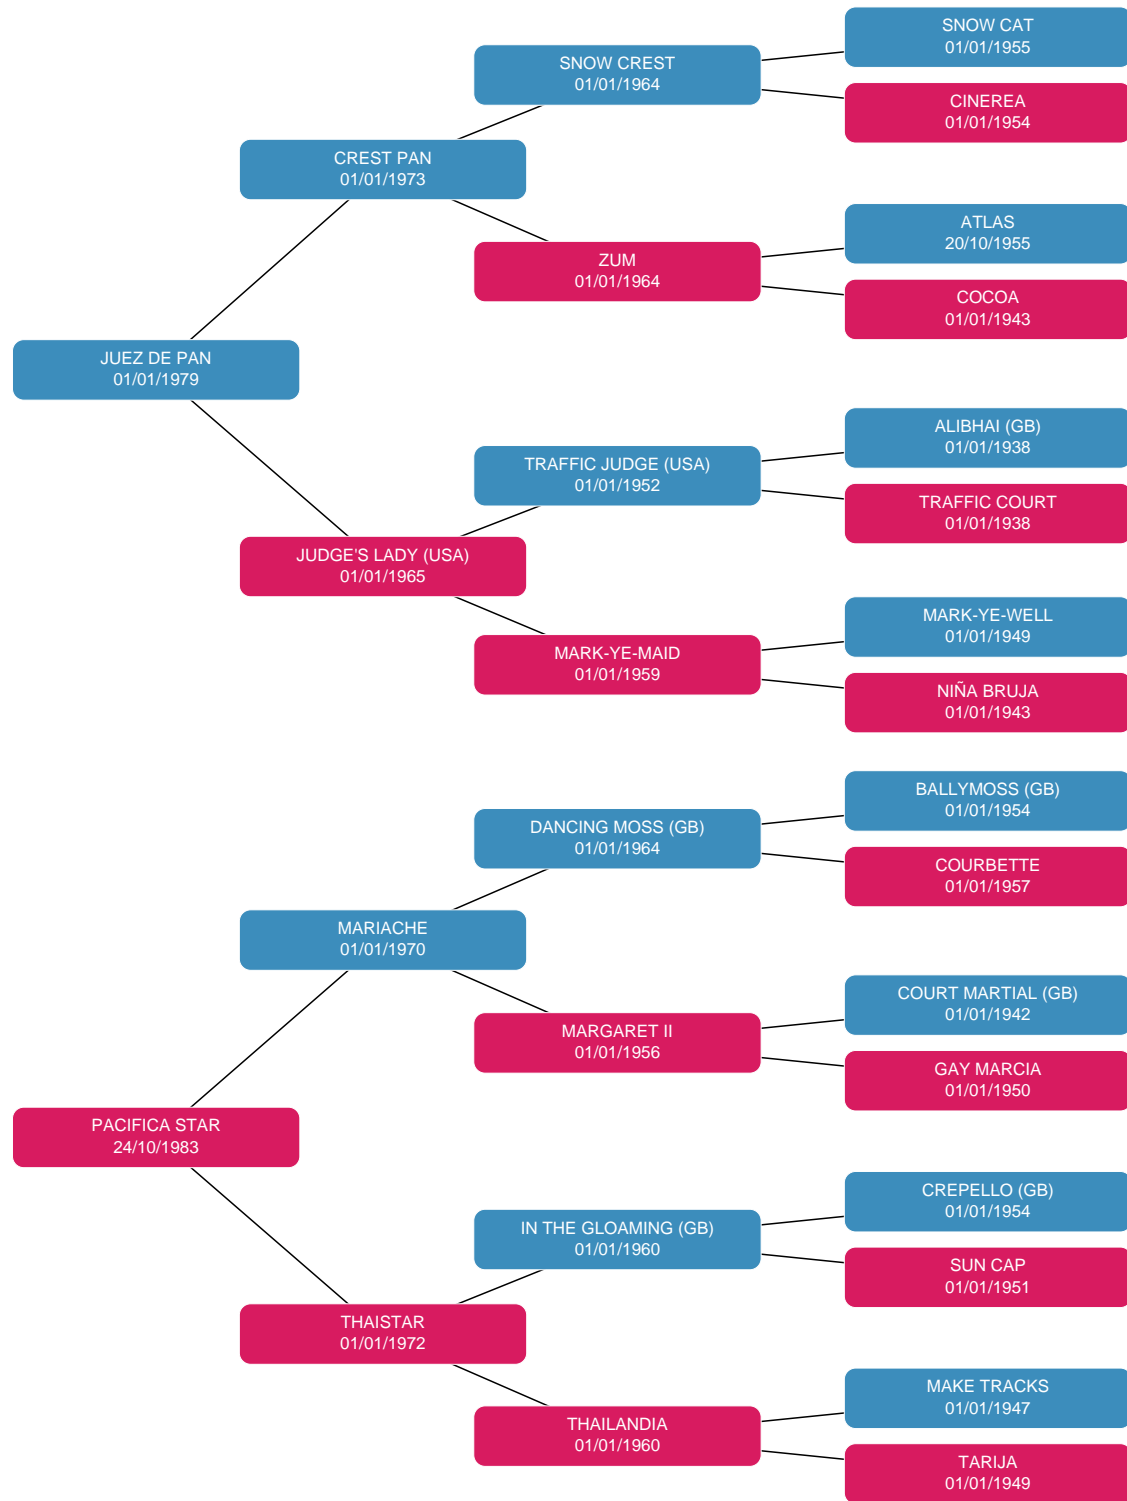 SNOW CAT
01/01/1955
SNOW CREST
01/01/1964
CINEREA
01/01/1954
CREST PAN
01/01/1973
ATLAS
20/10/1955
ZUM
01/01/1964
COCOA
01/01/1943
JUEZ DE PAN
01/01/1979
ALIBHAI (GB)
01/01/1938
TRAFFIC JUDGE (USA)
01/01/1952
TRAFFIC COURT
01/01/1938
JUDGE'S LADY (USA)
01/01/1965
MARK-YE-WELL
01/01/1949
MARK-YE-MAID
01/01/1959
NIÑA BRUJA
01/01/1943
BALLYMOSS (GB)
01/01/1954
DANCING MOSS (GB)
01/01/1964
COURBETTE
01/01/1957
MARIACHE
01/01/1970
COURT MARTIAL (GB)
01/01/1942
MARGARET II
01/01/1956
GAY MARCIA
01/01/1950
PACIFICA STAR
24/10/1983
CREPELLO (GB)
01/01/1954
IN THE GLOAMING (GB)
01/01/1960
SUN CAP
01/01/1951
THAISTAR
01/01/1972
MAKE TRACKS
01/01/1947
THAILANDIA
01/01/1960
TARIJA
01/01/1949